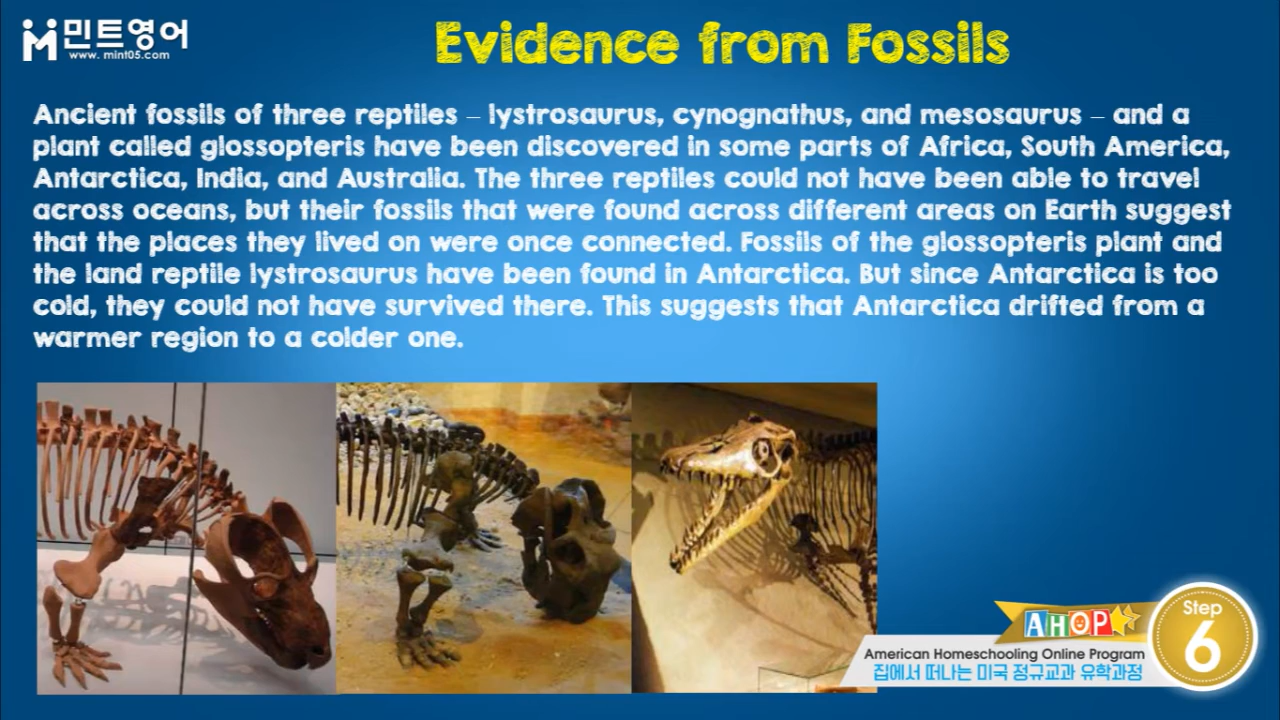 민트영어
www. mint05.com
Evidence from Fossils
Ancient fossils of three reptiles – lystrosaurus, cynognathus, and mesosaurus – and a
plant called glossopteris have been discovered in some parts of Africa, South America,
Antarctica, India, and Australia. The three reptiles could not have been able to travel
across oceans, but their fossils that were found across different areas on Earth suggest
that the places they lived on were once connected. Fossils of the glossopteris plant and
the land reptile lystrosaurus have been found in Antarctica. But since Antarctica is too
cold, they could not have survived there. This suggests that Antarctica drifted from a
warmer region to a colder one.
AHOP
Step
6
American Homeschooling Online Program
집에서 떠나는 미국 정규교과 유학과정